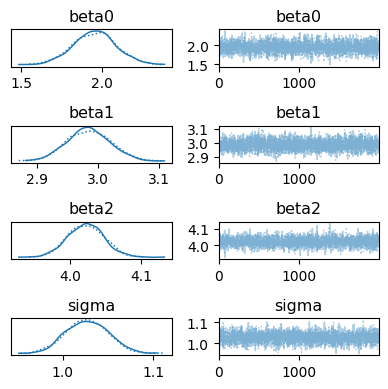 beta0 beta0
2.0
1.5
1.5 2.0 0 1000
beta1 beta1
3.1
3.0
2.9
2.9 3.0 3.1 0 1000
beta2 beta2
4.1
4.0
4.0 4.1 0 1000
sigma sigma
1.1
1.0
1.0 1.1 0 1000